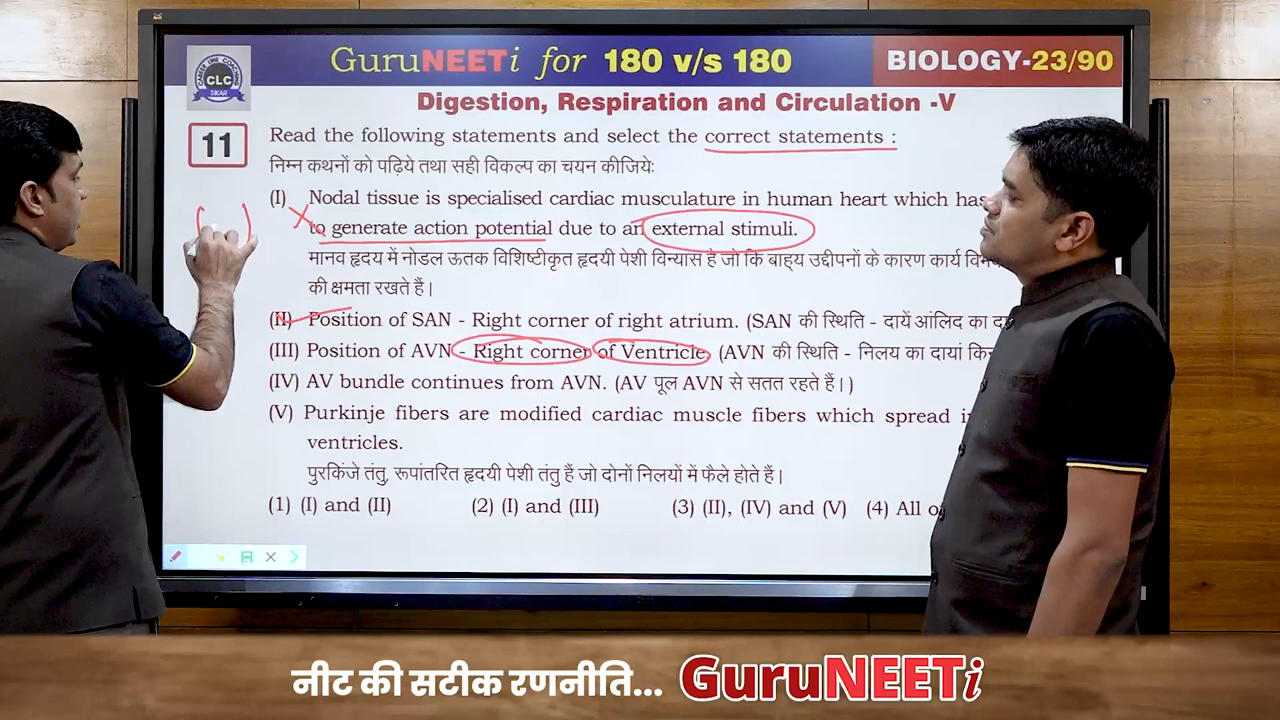 CLC
SIKAR
GuruNEETi for 180 v/s 180
BIOLOGY-23/90
Digestion, Respiration and Circulation -V
11
Read the following statements and select the correct statements :
निम्न कथनों को पढ़िये तथा सही विकल्प का चयन कीजियेः
(I) Nodal tissue is specialised cardiac musculature in human heart which has
to generate action potential due to an external stimuli.
मानव हृदय में नोडल ऊतक विशिष्टीकृत हृदयी पेशी विन्यास है जो कि बाह्य उद्दीपनों के कारण कार्य
की क्षमता रखते हैं।
(II) Position of SAN - Right corner of right atrium. (SAN की स्थिति - दायें आंलिद का
(III) Position of AVN - Right corner of Ventricle. (AVN की स्थिति - निलय का दायां
(IV) AV bundle continues from AVN. (AV पूल AVN से सतत रहते हैं।)
(V) Purkinje fibers are modified cardiac muscle fibers which spread
ventricles.
पुरकिंजे तंतु, रूपांतरित हृदयी पेशी तंतु हैं जो दोनों निलयों में फैले होते हैं।
(1) (I) and (II) (2) (I) and (III) (3) (II), (IV) and (V) (4) All
नीट की सटीक रणनीति... GuruNEETi